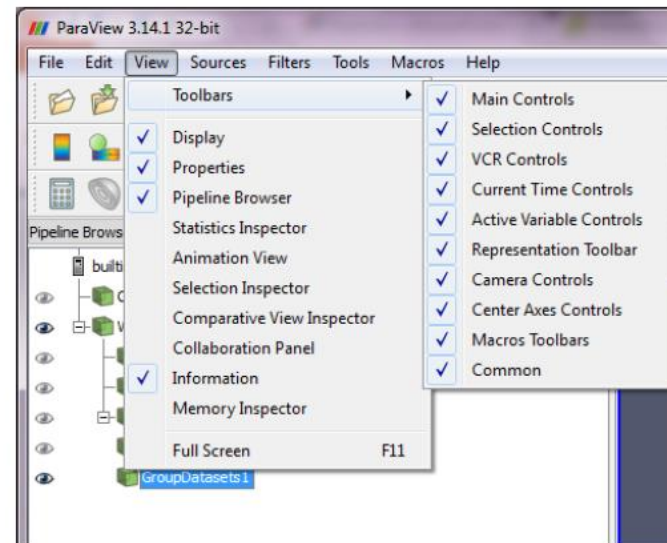 ParaView 3.14.1 32-bit
File Edit View Sources Filters Tools Macros Help
Toolbars
Display
Properties
Pipeline Browser
Statistics Inspector
Animation View
Selection Inspector
Comparative View Inspector
Collaboration Panel
Information
Memory Inspector
Full Screen F11
Main Controls
Selection Controls
VCR Controls
Current Time Controls
Active Variable Controls
Representation Toolbar
Camera Controls
Center Axes Controls
Macros Toolbars
Common
Pipeline Brows
builti
GroupDatasets1